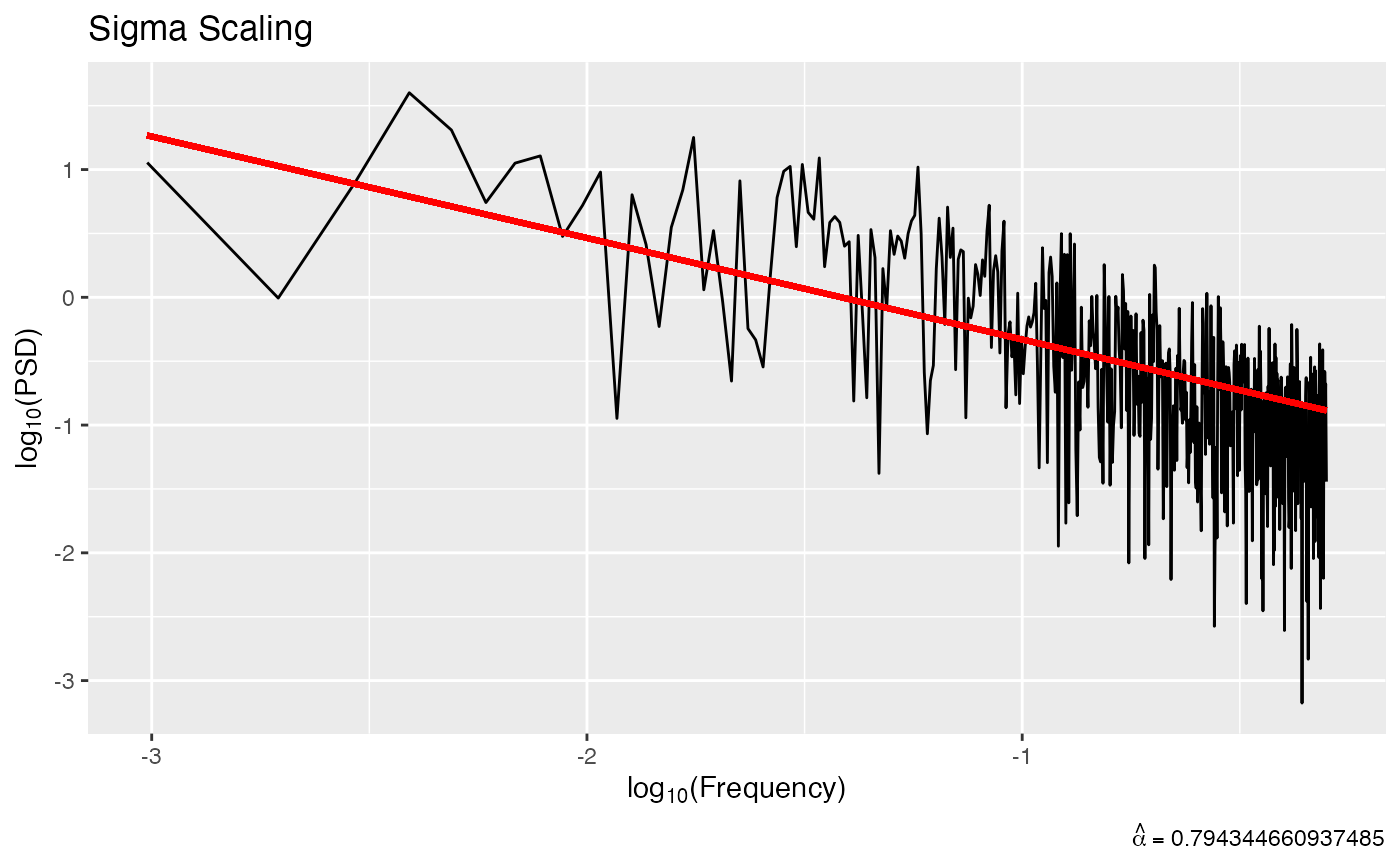 Sigma Scaling
log₁₀(PSD)
1
0
-1
-2
-3
-3
-2
-1
log₁₀(Frequency)
α̂ = 0.794344660937485